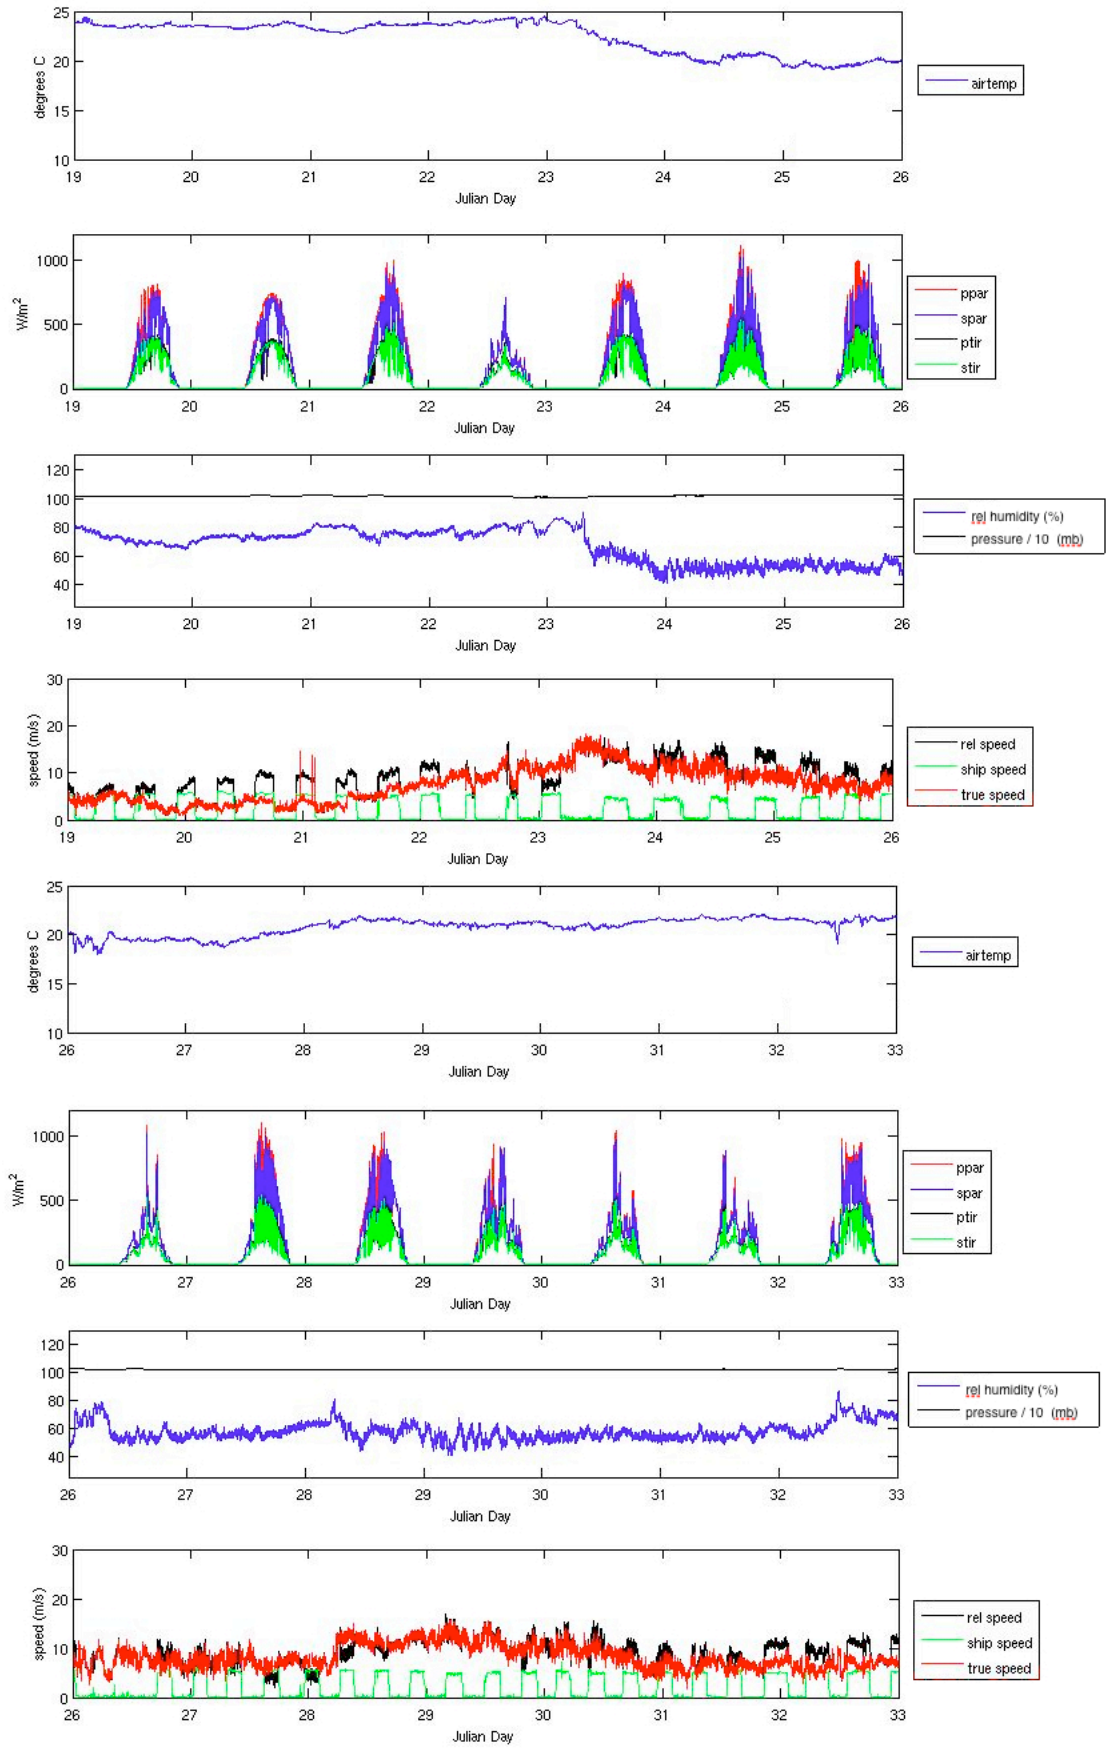 25
20
15
10
degrees C
19 20 21 22 23 24 25 26
Julian Day
airtemp
1000
500
0
W/m²
19 20 21 22 23 24 25 26
Julian Day
ppar
spar
ptir
stir
120
100
80
60
40
19 20 21 22 23 24 25 26
Julian Day
rel humidity (%)
pressure / 10 (mb)
30
20
10
0
speed (m/s)
19 20 21 22 23 24 25 26
Julian Day
rel speed
ship speed
true speed
25
20
15
10
degrees C
26 27 28 29 30 31 32 33
Julian Day
airtemp
1000
500
0
W/m²
26 27 28 29 30 31 32 33
Julian Day
ppar
spar
ptir
stir
120
100
80
60
40
26 27 28 29 30 31 32 33
Julian Day
rel humidity (%)
pressure / 10 (mb)
30
20
10
0
speed (m/s)
26 27 28 29 30 31 32 33
Julian Day
rel speed
ship speed
true speed